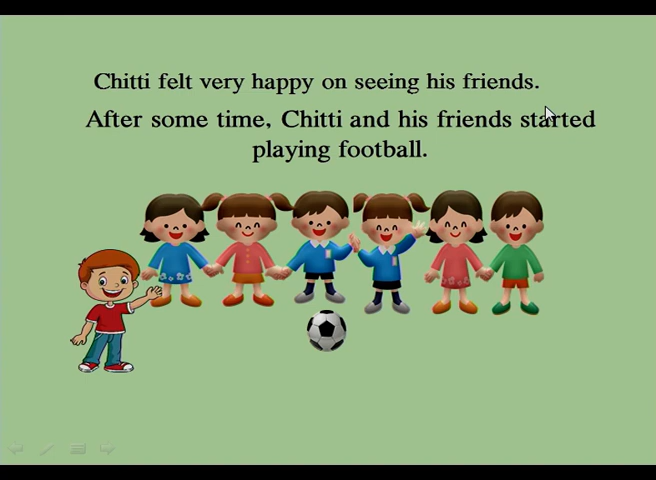 Chitti felt very happy on seeing his friends.
After some time, Chitti and his friends started
playing football.